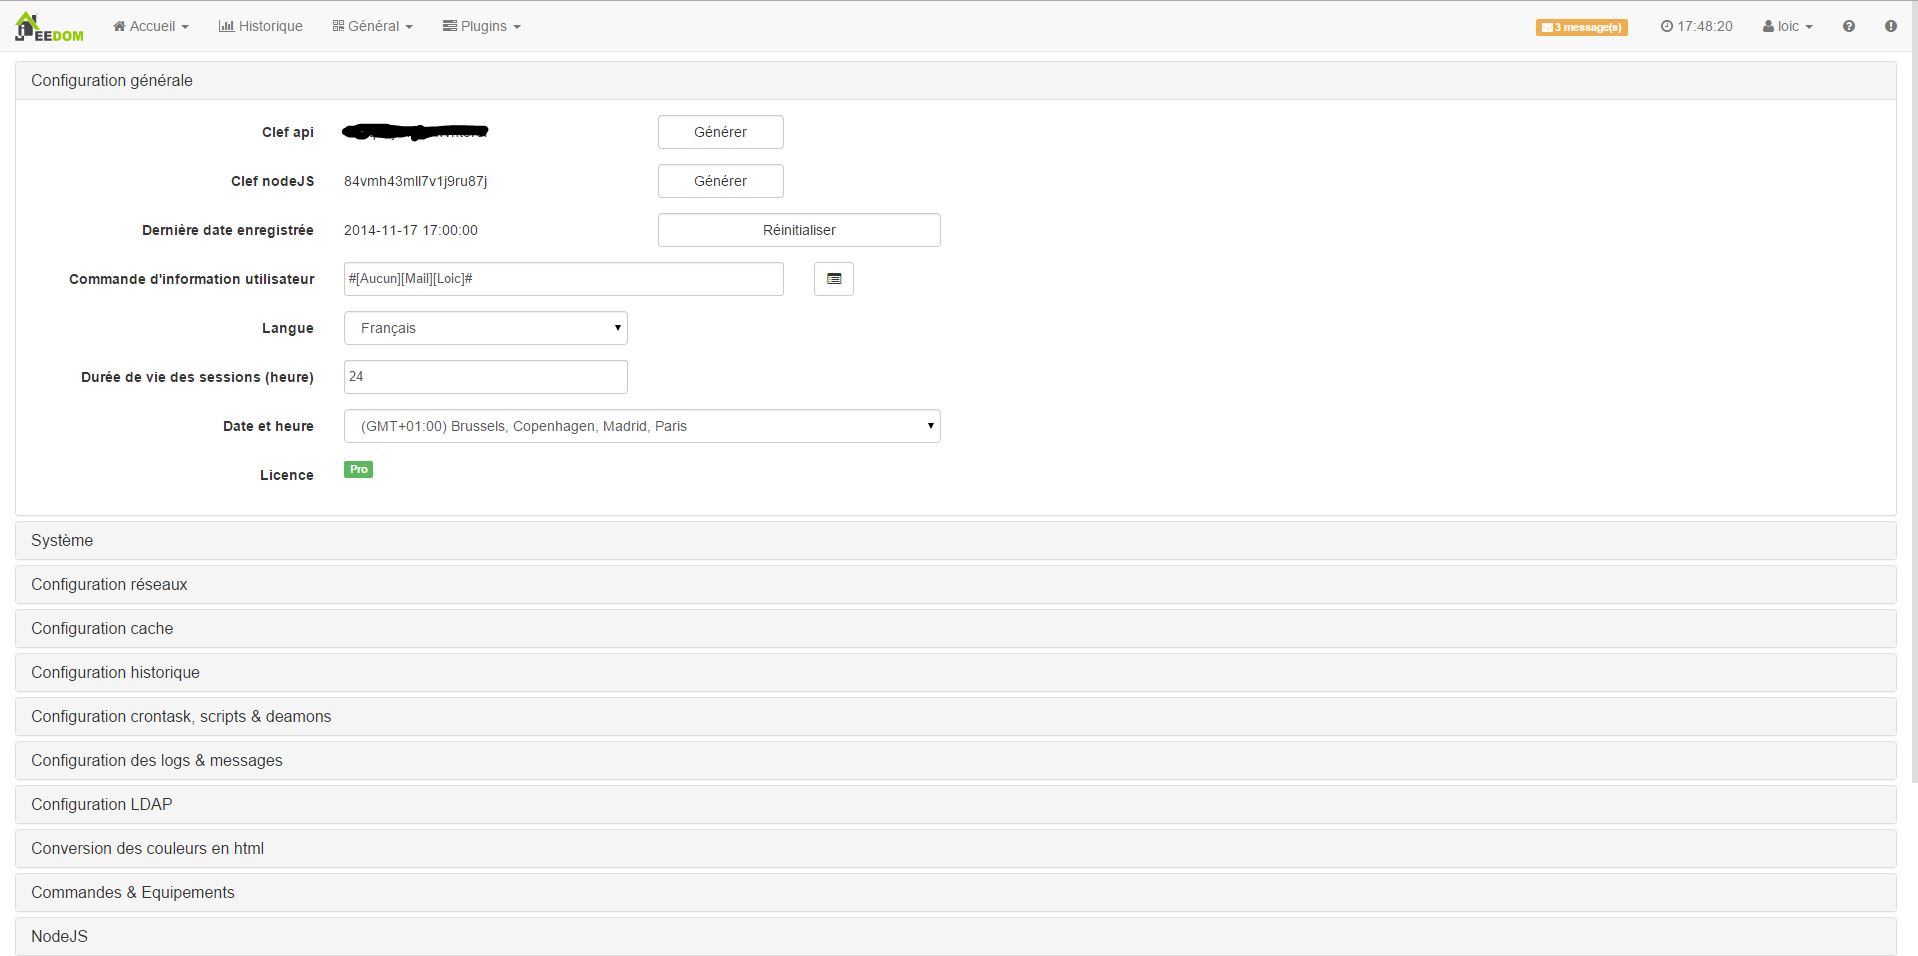 JEEDOM Accueil Historique Général Plugins 3 message(s) 17:48:20 loic
Configuration générale
Clef api Générer
Clef nodeJS 84vmh43mll7v1j9ru87j Générer
Dernière date enregistrée 2014-11-17 17:00:00 Réinitialiser
Commande d'information utilisateur #[Aucun][Mail][Loic]#
Langue Français
Durée de vie des sessions (heure) 24
Date et heure (GMT+01:00) Brussels, Copenhagen, Madrid, Paris
Licence Pro
Système
Configuration réseaux
Configuration cache
Configuration historique
Configuration crontask, scripts & deamons
Configuration des logs & messages
Configuration LDAP
Conversion des couleurs en html
Commandes & Equipements
NodeJS